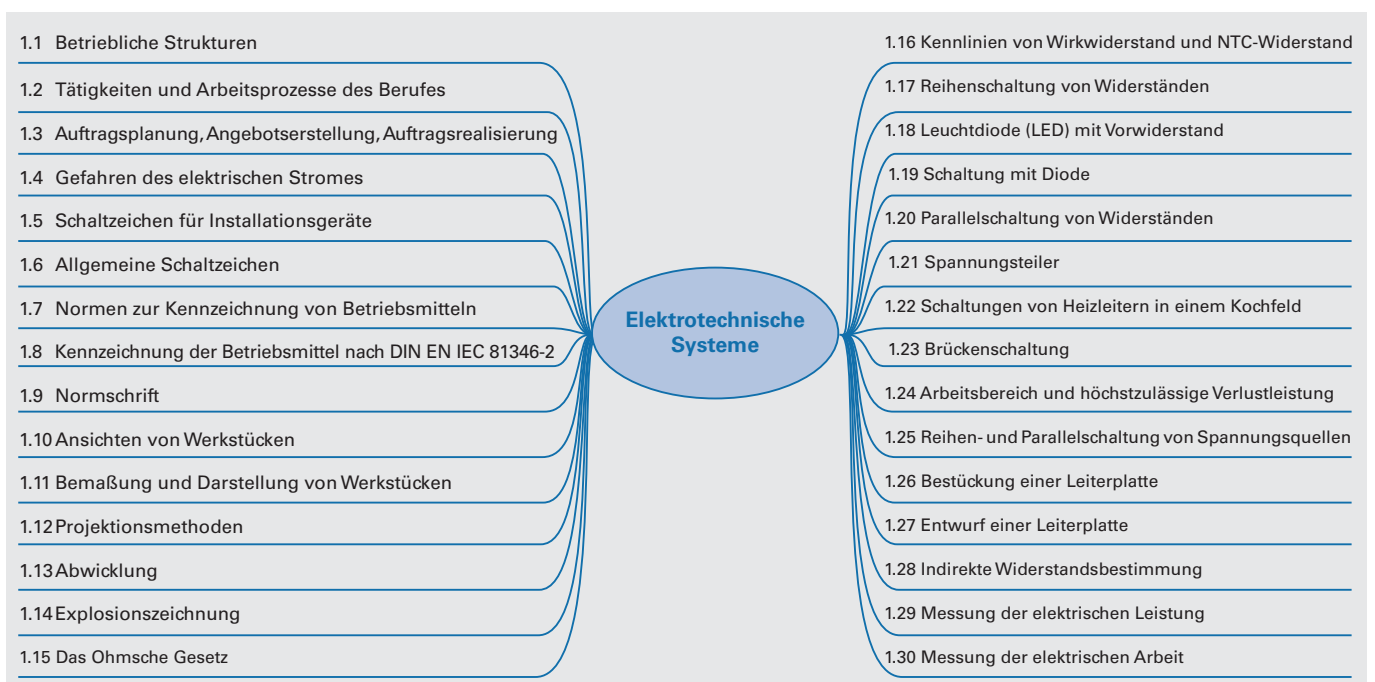 1.1 Betriebliche Strukturen
1.2 Tätigkeiten und Arbeitsprozesse des Berufes
1.3 Auftragsplanung, Angebotserstellung, Auftragsrealisierung
1.4 Gefahren des elektrischen Stromes
1.5 Schaltzeichen für Installationsgeräte
1.6 Allgemeine Schaltzeichen
1.7 Normen zur Kennzeichnung von Betriebsmitteln
1.8 Kennzeichnung der Betriebsmittel nach DIN EN IEC 81346-2
1.9 Normschrift
1.10 Ansichten von Werkstücken
1.11 Bemaßung und Darstellung von Werkstücken
1.12 Projektionsmethoden
1.13 Abwicklung
1.14 Explosionszeichnung
1.15 Das Ohmsche Gesetz
Elektrotechnische
Systeme
1.16 Kennlinien von Wirkwiderstand und NTC-Widerstand
1.17 Reihenschaltung von Widerständen
1.18 Leuchtdiode (LED) mit Vorwiderstand
1.19 Schaltung mit Diode
1.20 Parallelschaltung von Widerständen
1.21 Spannungsteiler
1.22 Schaltungen von Heizleitern in einem Kochfeld
1.23 Brückenschaltung
1.24 Arbeitsbereich und höchstzulässige Verlustleistung
1.25 Reihen- und Parallelschaltung von Spannungsquellen
1.26 Bestückung einer Leiterplatte
1.27 Entwurf einer Leiterplatte
1.28 Indirekte Widerstandsbestimmung
1.29 Messung der elektrischen Leistung
1.30 Messung der elektrischen Arbeit